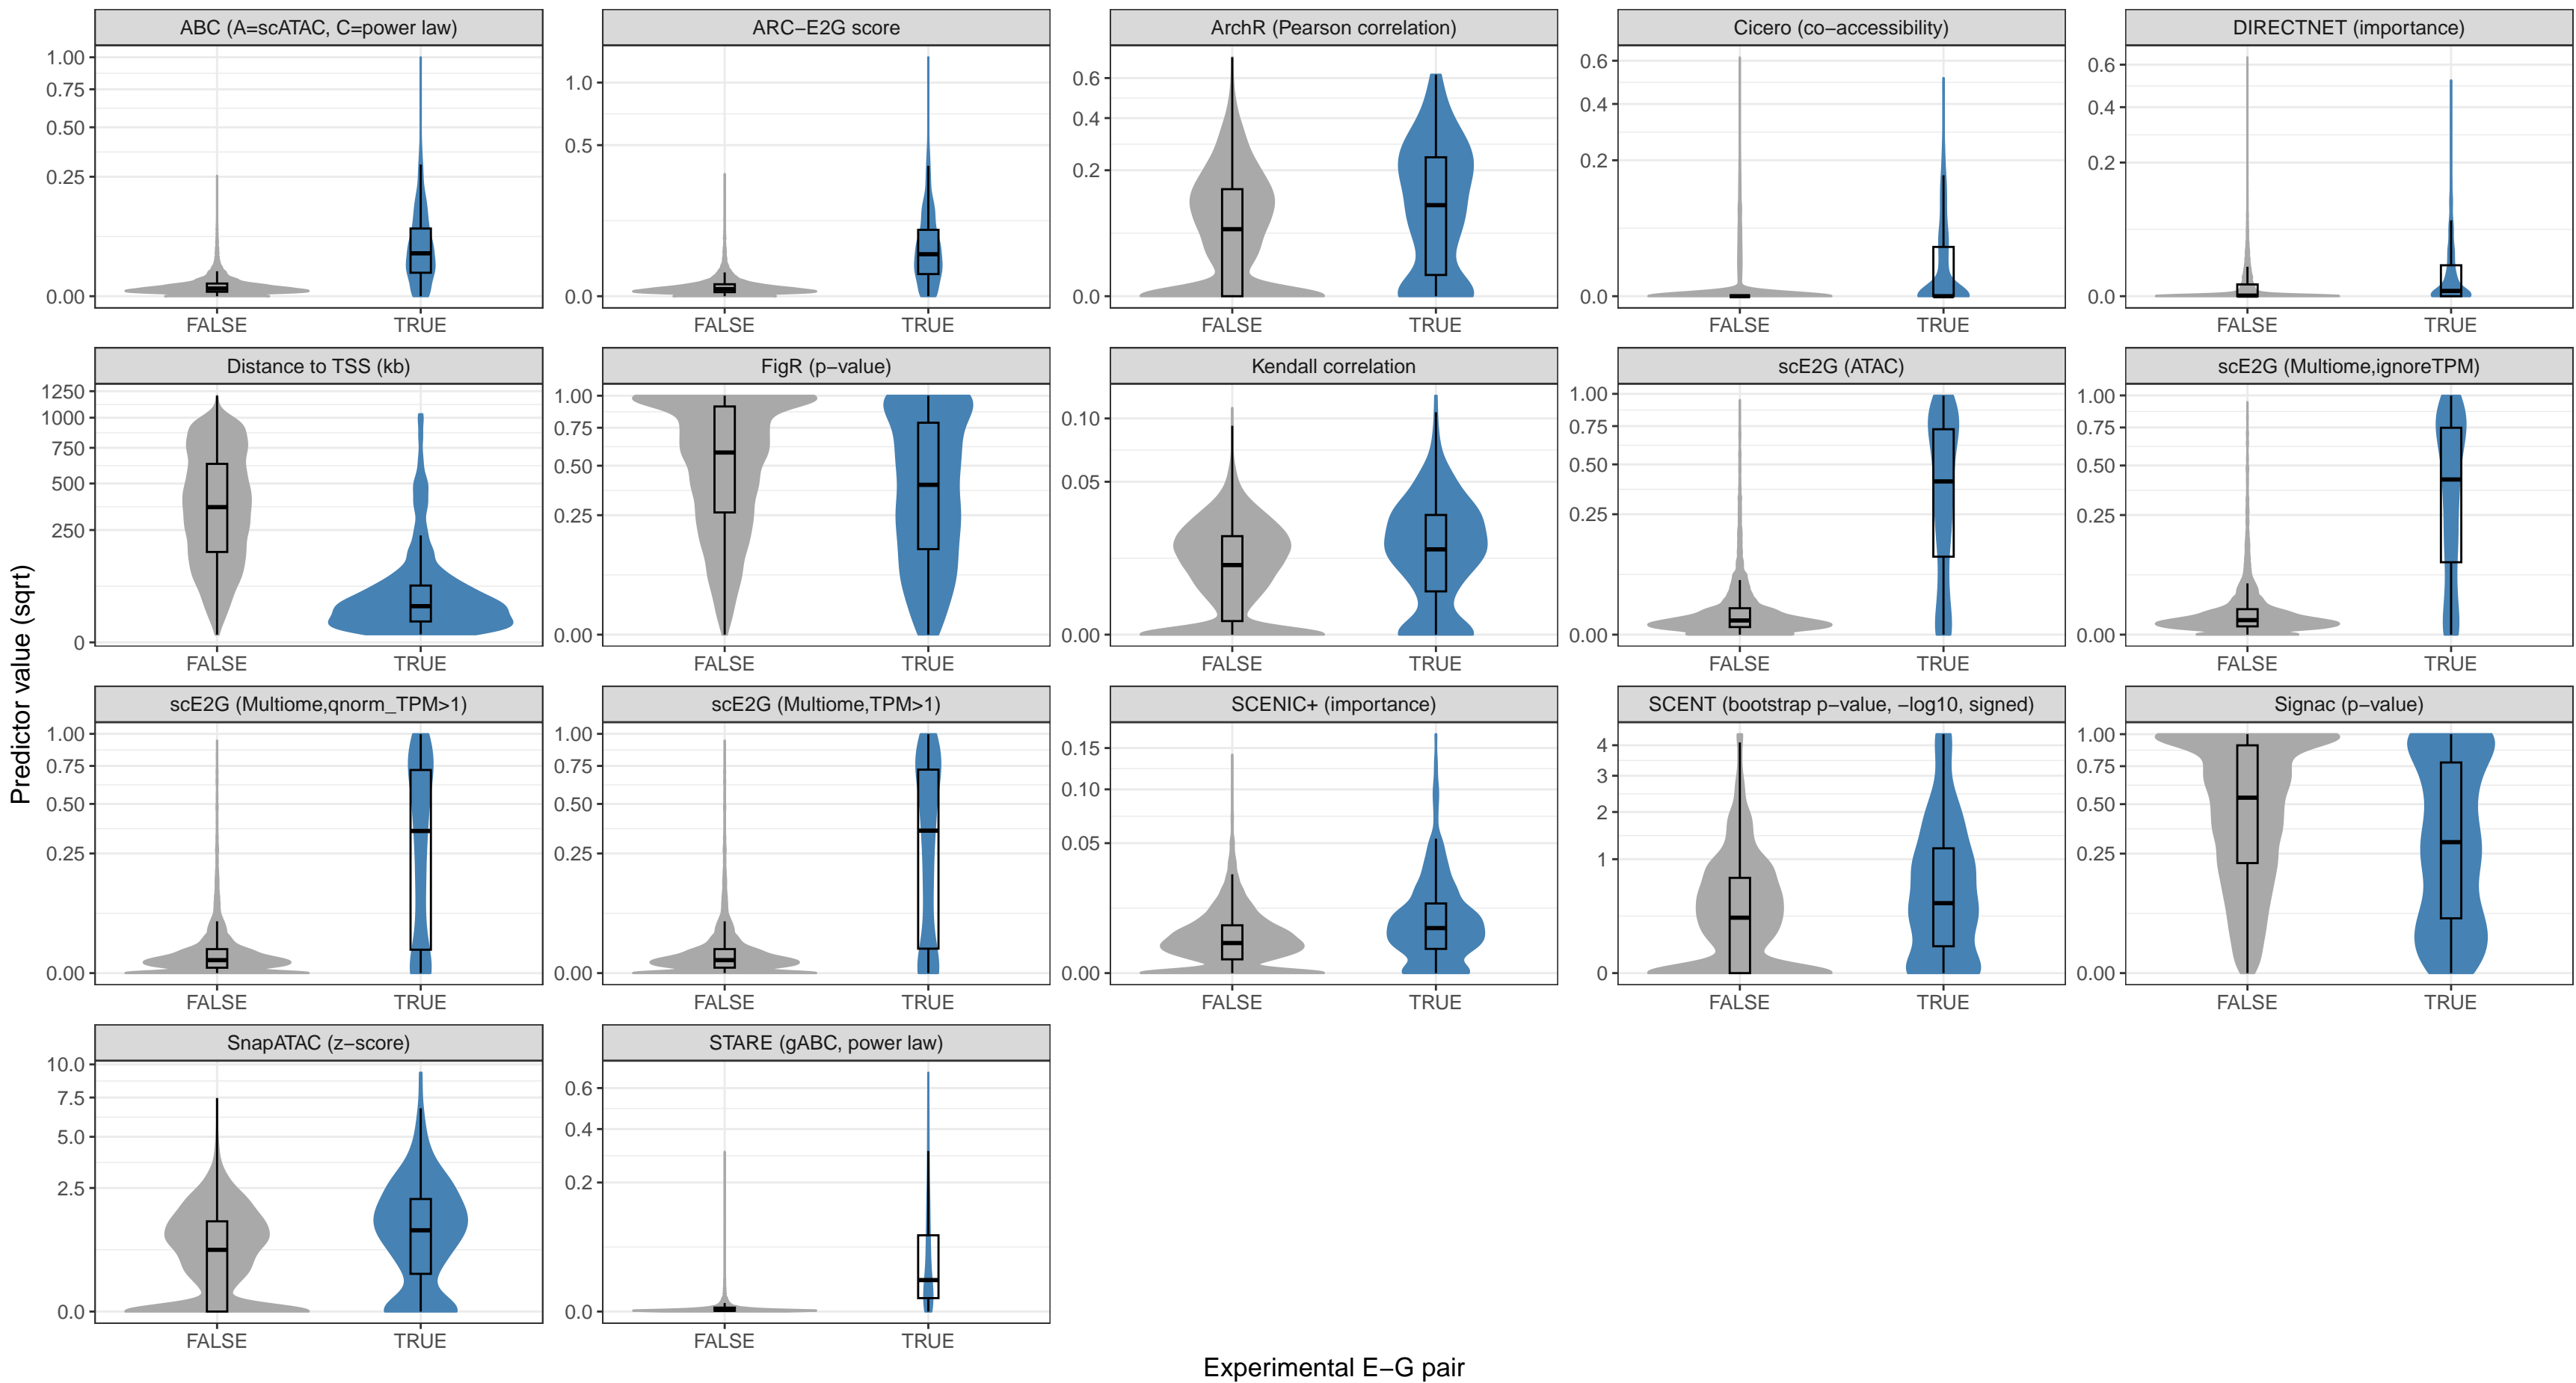 ABC (A=scATAC, C=power law)
ARC−E2G score
ArchR (Pearson correlation)
Cicero (co−accessibility)
DIRECTNET (importance)
1.00
0.75
0.50
0.25
0.00
FALSE TRUE
1.0
0.5
0.0
FALSE TRUE
0.6
0.4
0.2
0.0
FALSE TRUE
0.6
0.4
0.2
0.0
FALSE TRUE
0.6
0.4
0.2
0.0
FALSE TRUE
Distance to TSS (kb)
FigR (p−value)
Kendall correlation
scE2G (ATAC)
scE2G (Multiome,ignoreTPM)
1250
1000
750
500
250
0
FALSE TRUE
1.00
0.75
0.50
0.25
0.00
FALSE TRUE
0.10
0.05
0.00
FALSE TRUE
1.00
0.75
0.50
0.25
0.00
FALSE TRUE
1.00
0.75
0.50
0.25
0.00
FALSE TRUE
Predictor value (sqrt)
scE2G (Multiome,qnorm_TPM>1)
scE2G (Multiome,TPM>1)
SCENIC+ (importance)
SCENT (bootstrap p−value, −log10, signed)
Signac (p−value)
1.00
0.75
0.50
0.25
0.00
FALSE TRUE
1.00
0.75
0.50
0.25
0.00
FALSE TRUE
0.15
0.10
0.05
0.00
FALSE TRUE
4
3
2
1
0
FALSE TRUE
1.00
0.75
0.50
0.25
0.00
FALSE TRUE
SnapATAC (z−score)
STARE (gABC, power law)
10.0
7.5
5.0
2.5
0.0
FALSE TRUE
0.6
0.4
0.2
0.0
FALSE TRUE
Experimental E−G pair